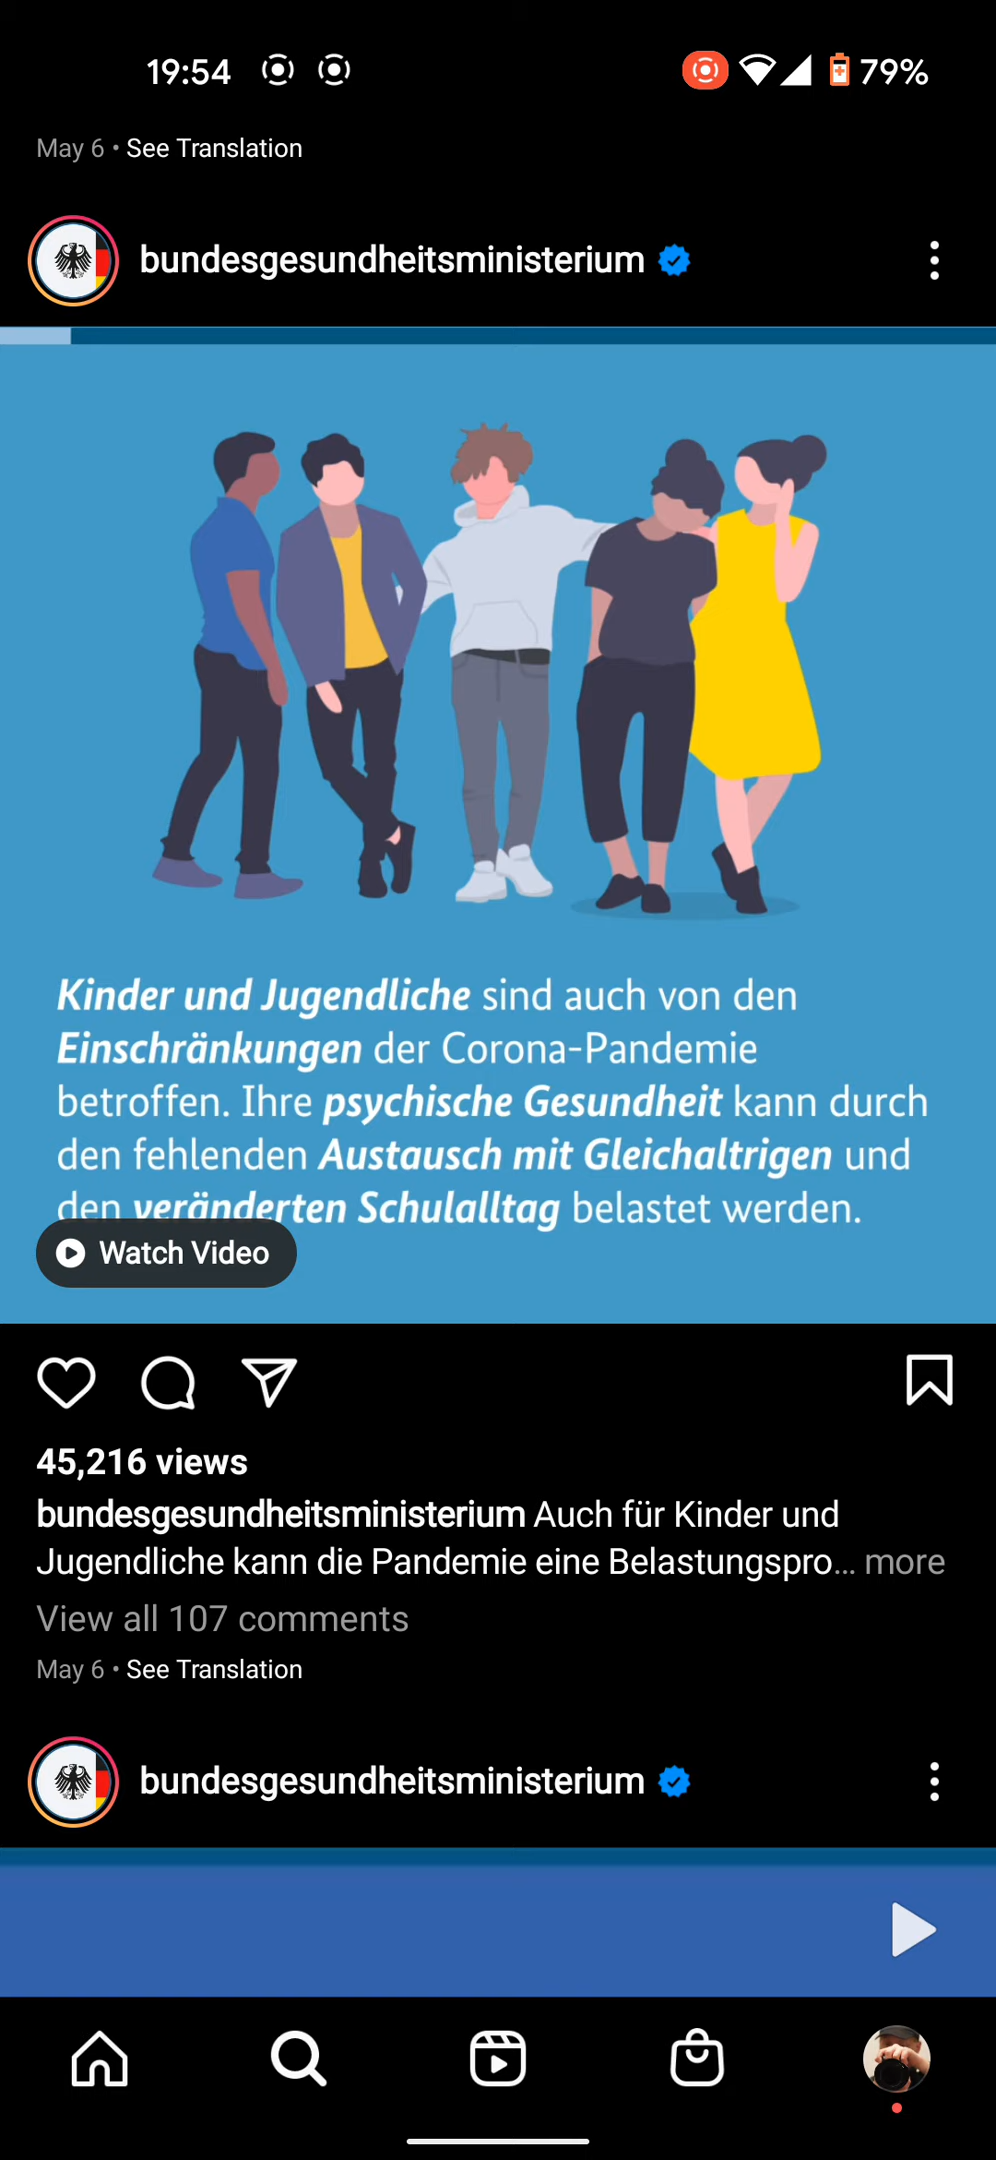 19:54
79%
May 6 • See Translation
bundesgesundheitsministerium
Kinder und Jugendliche sind auch von den
Einschränkungen der Corona-Pandemie
betroffen. Ihre psychische Gesundheit kann durch
den fehlenden Austausch mit Gleichaltrigen und
den veränderten Schulalltag belastet werden.
Watch Video
45,216 views
bundesgesundheitsministerium Auch für Kinder und
Jugendliche kann die Pandemie eine Belastungspro... more
View all 107 comments
May 6 • See Translation
bundesgesundheitsministerium